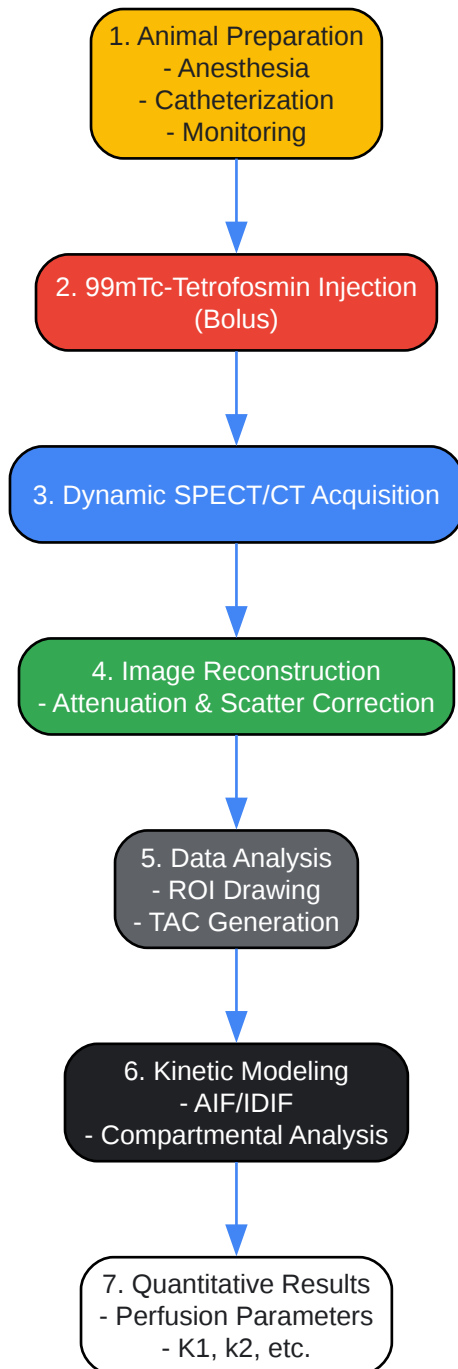 1. Animal Preparation
- Anesthesia
- Catheterization
- Monitoring
2. 99mTc-Tetrofosmin Injection
(Bolus)
3. Dynamic SPECT/CT Acquisition
4. Image Reconstruction
- Attenuation & Scatter Correction
5. Data Analysis
- ROI Drawing
- TAC Generation
6. Kinetic Modeling
- AIF/IDIF
- Compartmental Analysis
7. Quantitative Results
- Perfusion Parameters
- K1, k2, etc.